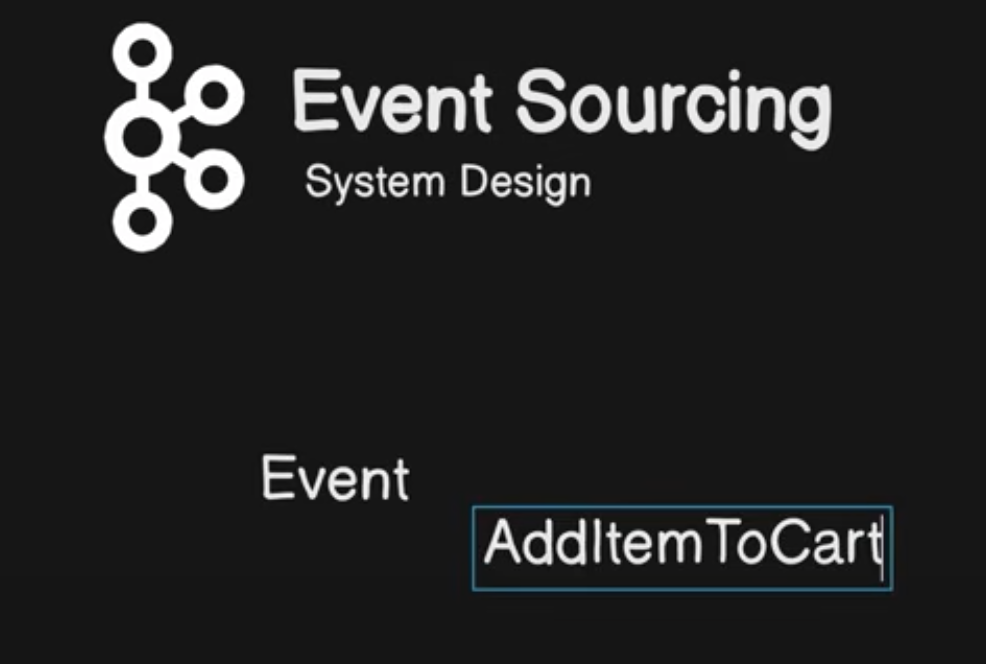 Event Sourcing
System Design
Event
AddItemToCart